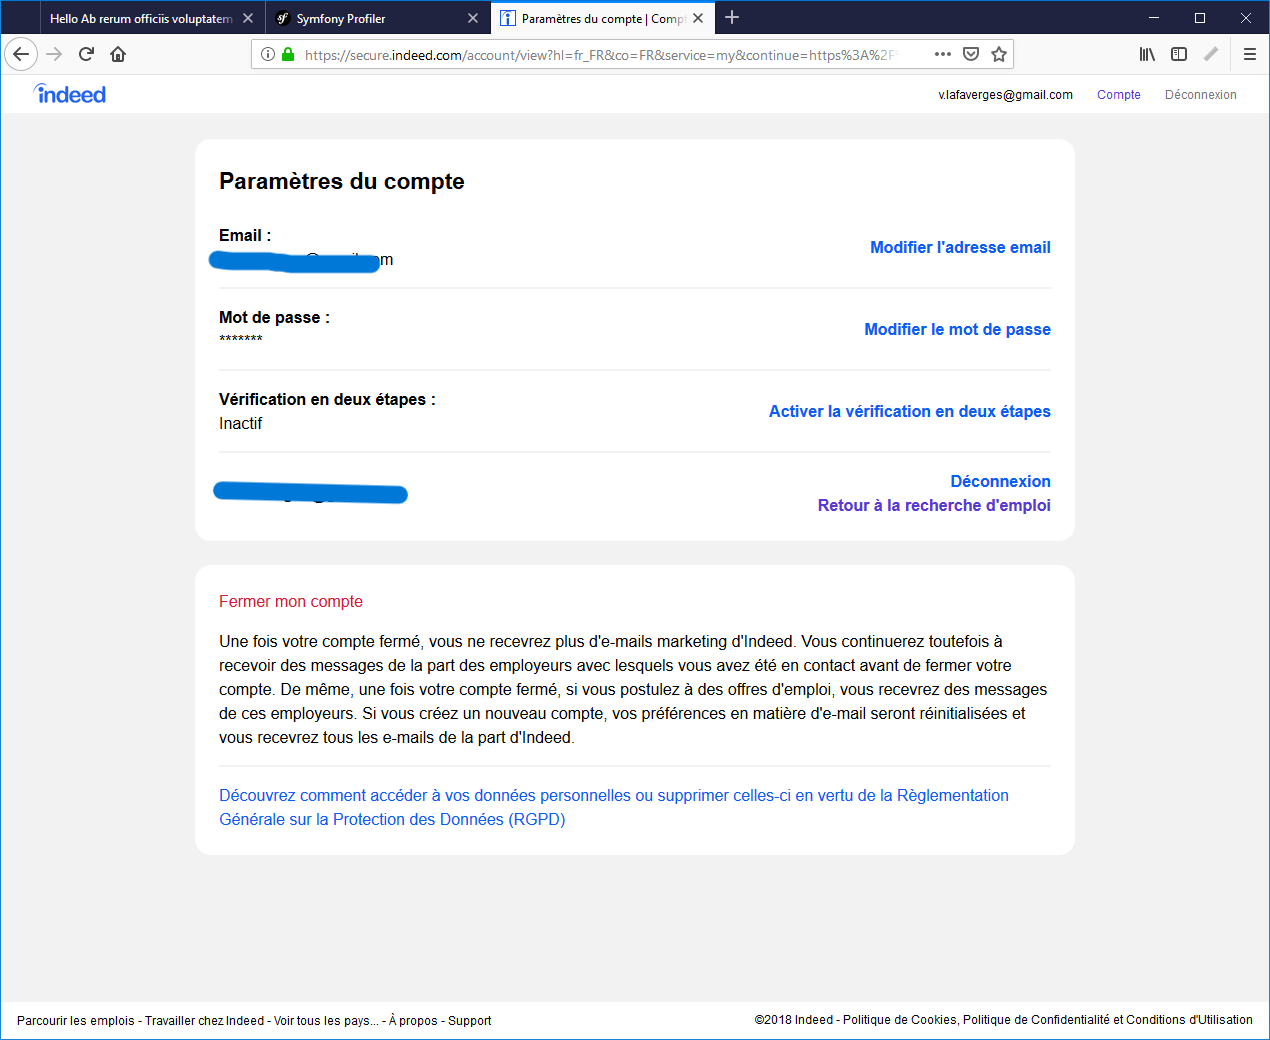 Hello Ab rerum officiis voluptatem
Symfony Profiler
Paramètres du compte | Compt
https://secure.indeed.com/account/view?hl=fr_FR&co=FR&service=my&continue=https%3A%2F
indeed
v.lafaverges@gmail.com Compte Déconnexion
Paramètres du compte
Email :
Modifier l'adresse email
Mot de passe :
*******
Modifier le mot de passe
Vérification en deux étapes :
Inactif
Activer la vérification en deux étapes
Déconnexion
Retour à la recherche d'emploi
Fermer mon compte
Une fois votre compte fermé, vous ne recevrez plus d'e-mails marketing d'Indeed. Vous continuerez toutefois à
recevoir des messages de la part des employeurs avec lesquels vous avez été en contact avant de fermer votre
compte. De même, une fois votre compte fermé, si vous postulez à des offres d'emploi, vous recevrez des messages
de ces employeurs. Si vous créez un nouveau compte, vos préférences en matière d'e-mail seront réinitialisées et
vous recevrez tous les e-mails de la part d'Indeed.
Découvrez comment accéder à vos données personnelles ou supprimer celles-ci en vertu de la Règlementation
Générale sur la Protection des Données (RGPD)
Parcourir les emplois - Travailler chez Indeed - Voir tous les pays... - À propos - Support
©2018 Indeed - Politique de Cookies, Politique de Confidentialité et Conditions d'Utilisation